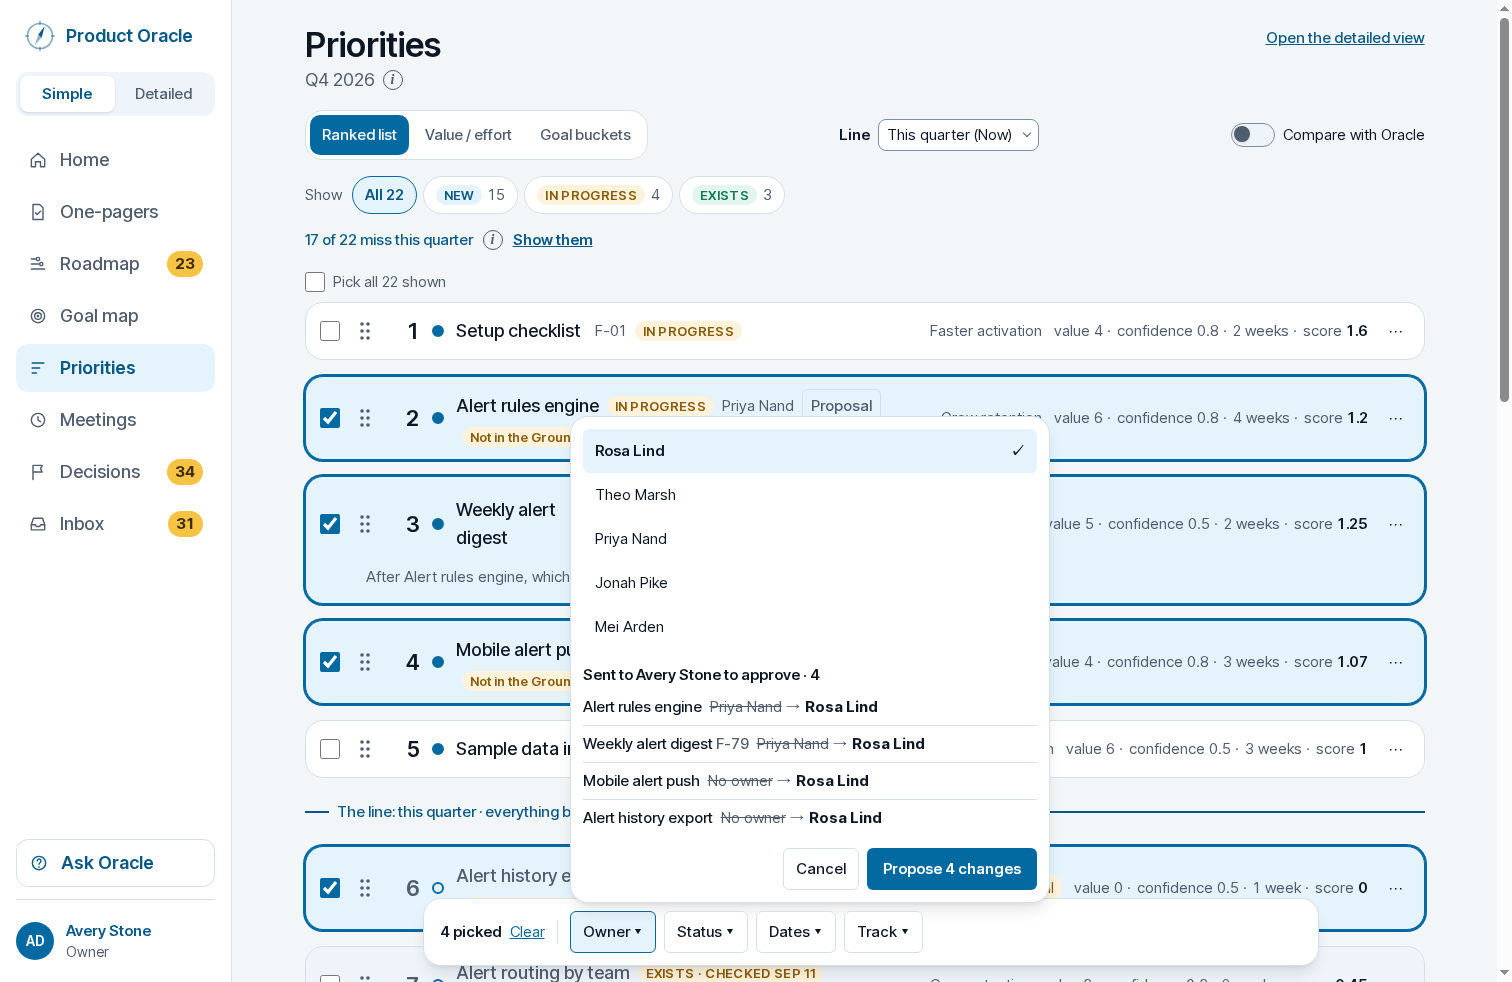 Product Oracle
Simple
Detailed
Home
One-pagers
Roadmap 23
Goal map
Priorities
Meetings
Decisions 34
Inbox 31
Ask Oracle
AD
Avery Stone
Owner
Priorities
Open the detailed view
Q4 2026 i
Ranked list
Value / effort
Goal buckets
Line
This quarter (Now)
Compare with Oracle
Show
All 22
NEW 15
IN PROGRESS 4
EXISTS 3
17 of 22 miss this quarter i Show them
Pick all 22 shown
1 Setup checklist F-01 IN PROGRESS Faster activation value 4 · confidence 0.8 · 2 weeks · score 1.6 ...
2 Alert rules engine IN PROGRESS Priya Nand Proposal
Grow retention value 6 · confidence 0.8 · 4 weeks · score 1.2 ...
Not in the Groun
3 Weekly alert
digest
value 5 · confidence 0.5 · 2 weeks · score 1.25 ...
After Alert rules engine, which
4 Mobile alert pu
value 4 · confidence 0.8 · 3 weeks · score 1.07 ...
Not in the Groun
5 Sample data i
value 6 · confidence 0.5 · 3 weeks · score 1 ...
The line: this quarter · everything b
6 Alert history e
value 0 · confidence 0.5 · 1 week · score 0 ...
Alert routing by team EXISTS · CHECKED SEP 11
Rosa Lind ✓
Theo Marsh
Priya Nand
Jonah Pike
Mei Arden
Sent to Avery Stone to approve · 4
Alert rules engine Priya Nand → Rosa Lind
Weekly alert digest F-79 Priya Nand → Rosa Lind
Mobile alert push No owner → Rosa Lind
Alert history export No owner → Rosa Lind
Cancel
Propose 4 changes
4 picked Clear
Owner ▾
Status ▾
Dates ▾
Track ▾